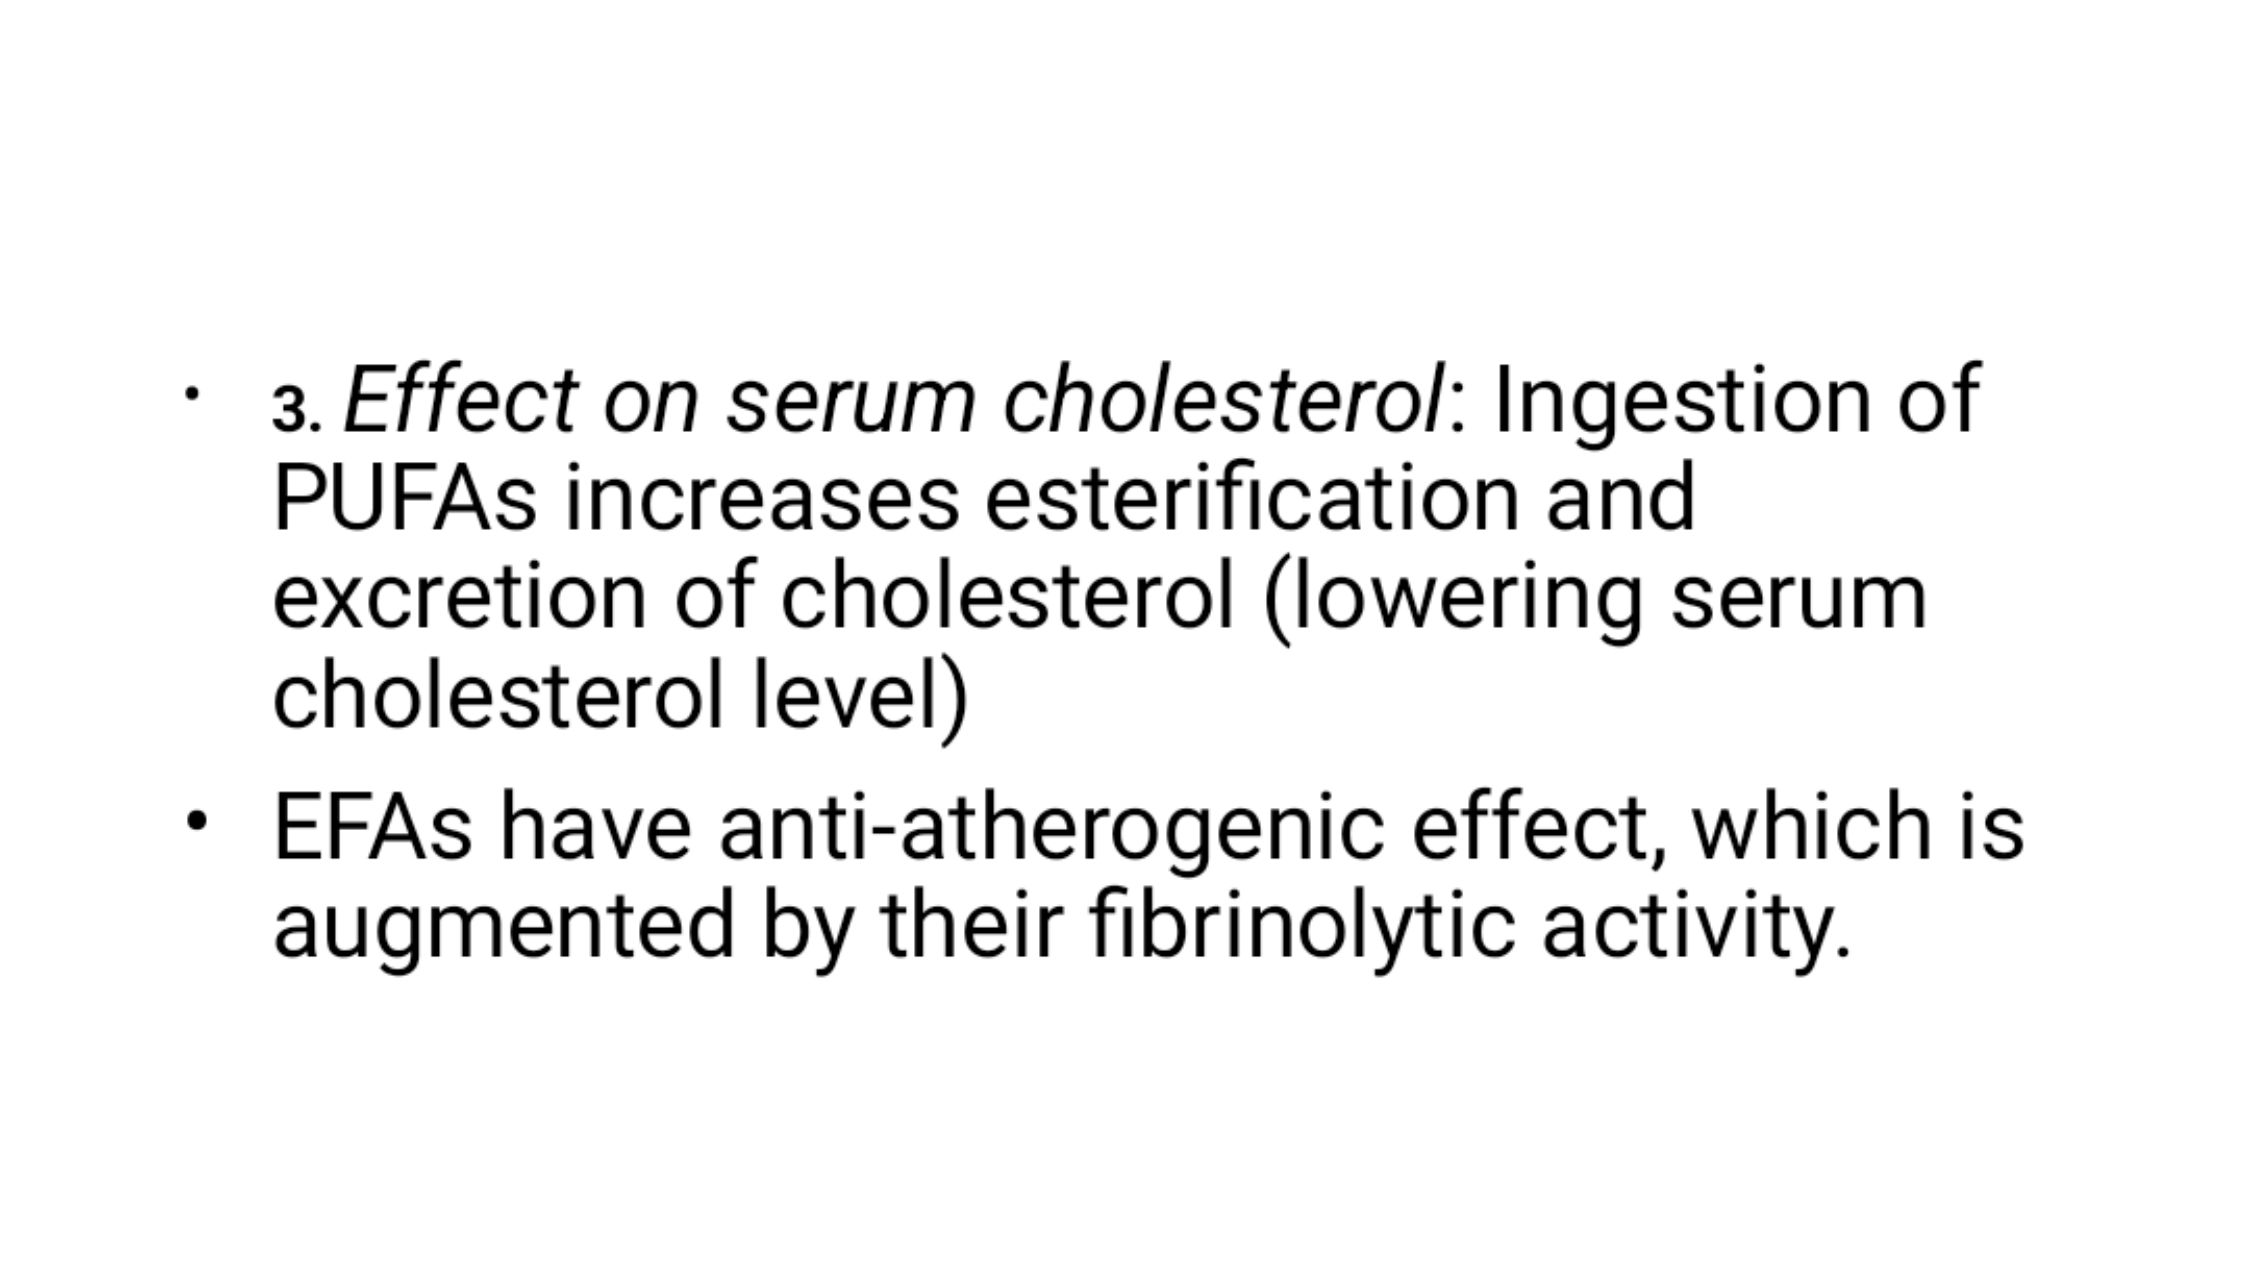 • 3. Effect on serum cholesterol: Ingestion of
PUFAs increases esterification and
excretion of cholesterol (lowering serum
cholesterol level)
• EFAs have anti-atherogenic effect, which is
augmented by their fibrinolytic activity.